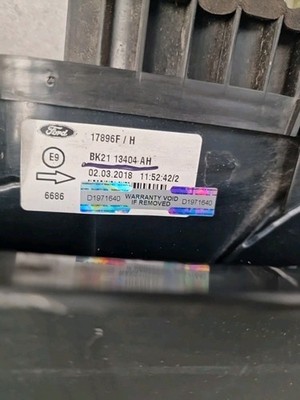 Ford
17896F / H
E9
BK21 13404 AH
02.03.2018 11:52:42/2
6686
D1971640
WARRANTY VOID
IF REMOVED
D1971640